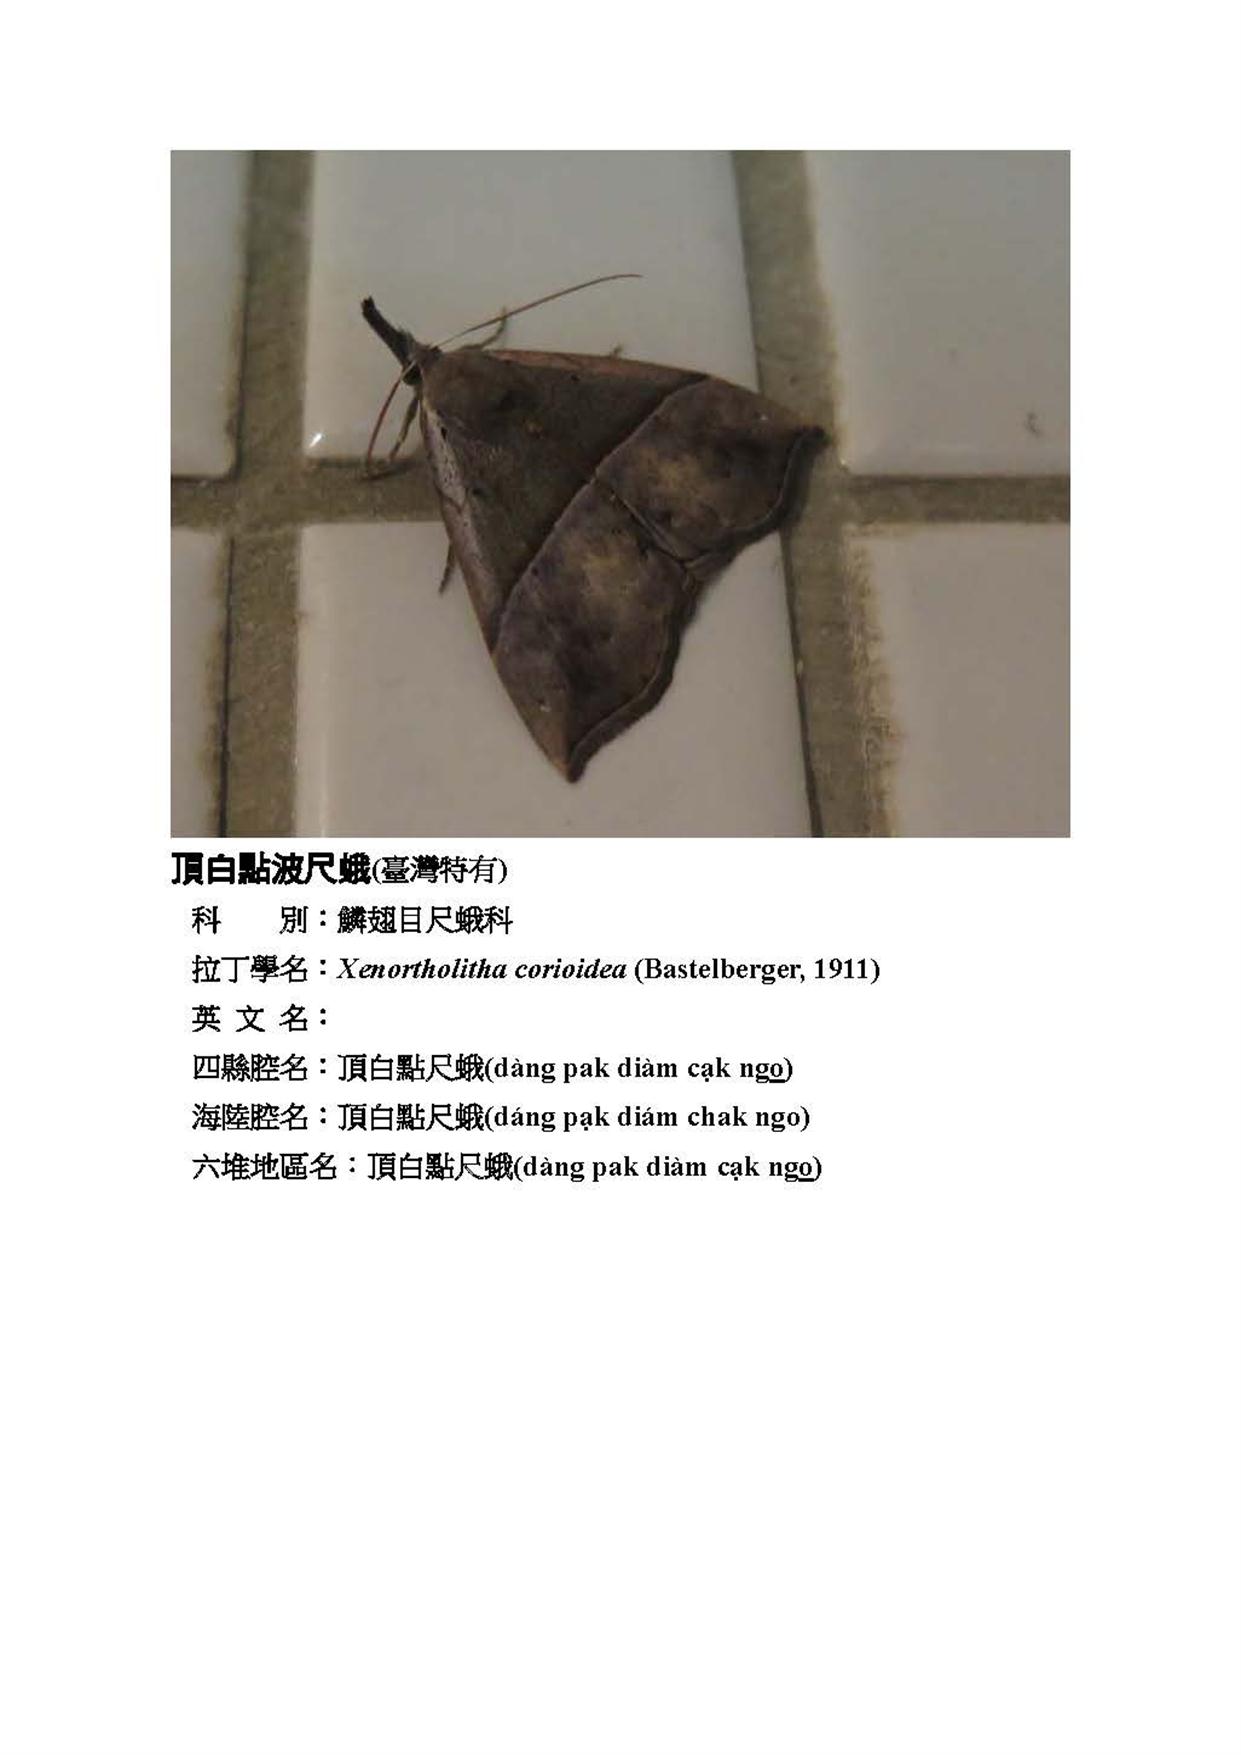 頂白點波尺蛾(臺灣特有)
科　　別：鱗翅目尺蛾科
拉丁學名：Xenortholitha corioidea (Bastelberger, 1911)
英 文 名：
四縣腔名：頂白點尺蛾(dàng pak diàm cạk ngo̲)
海陸腔名：頂白點尺蛾(dáng pạk diám chak ngo)
六堆地區名：頂白點尺蛾(dàng pak diàm cạk ngo̲)